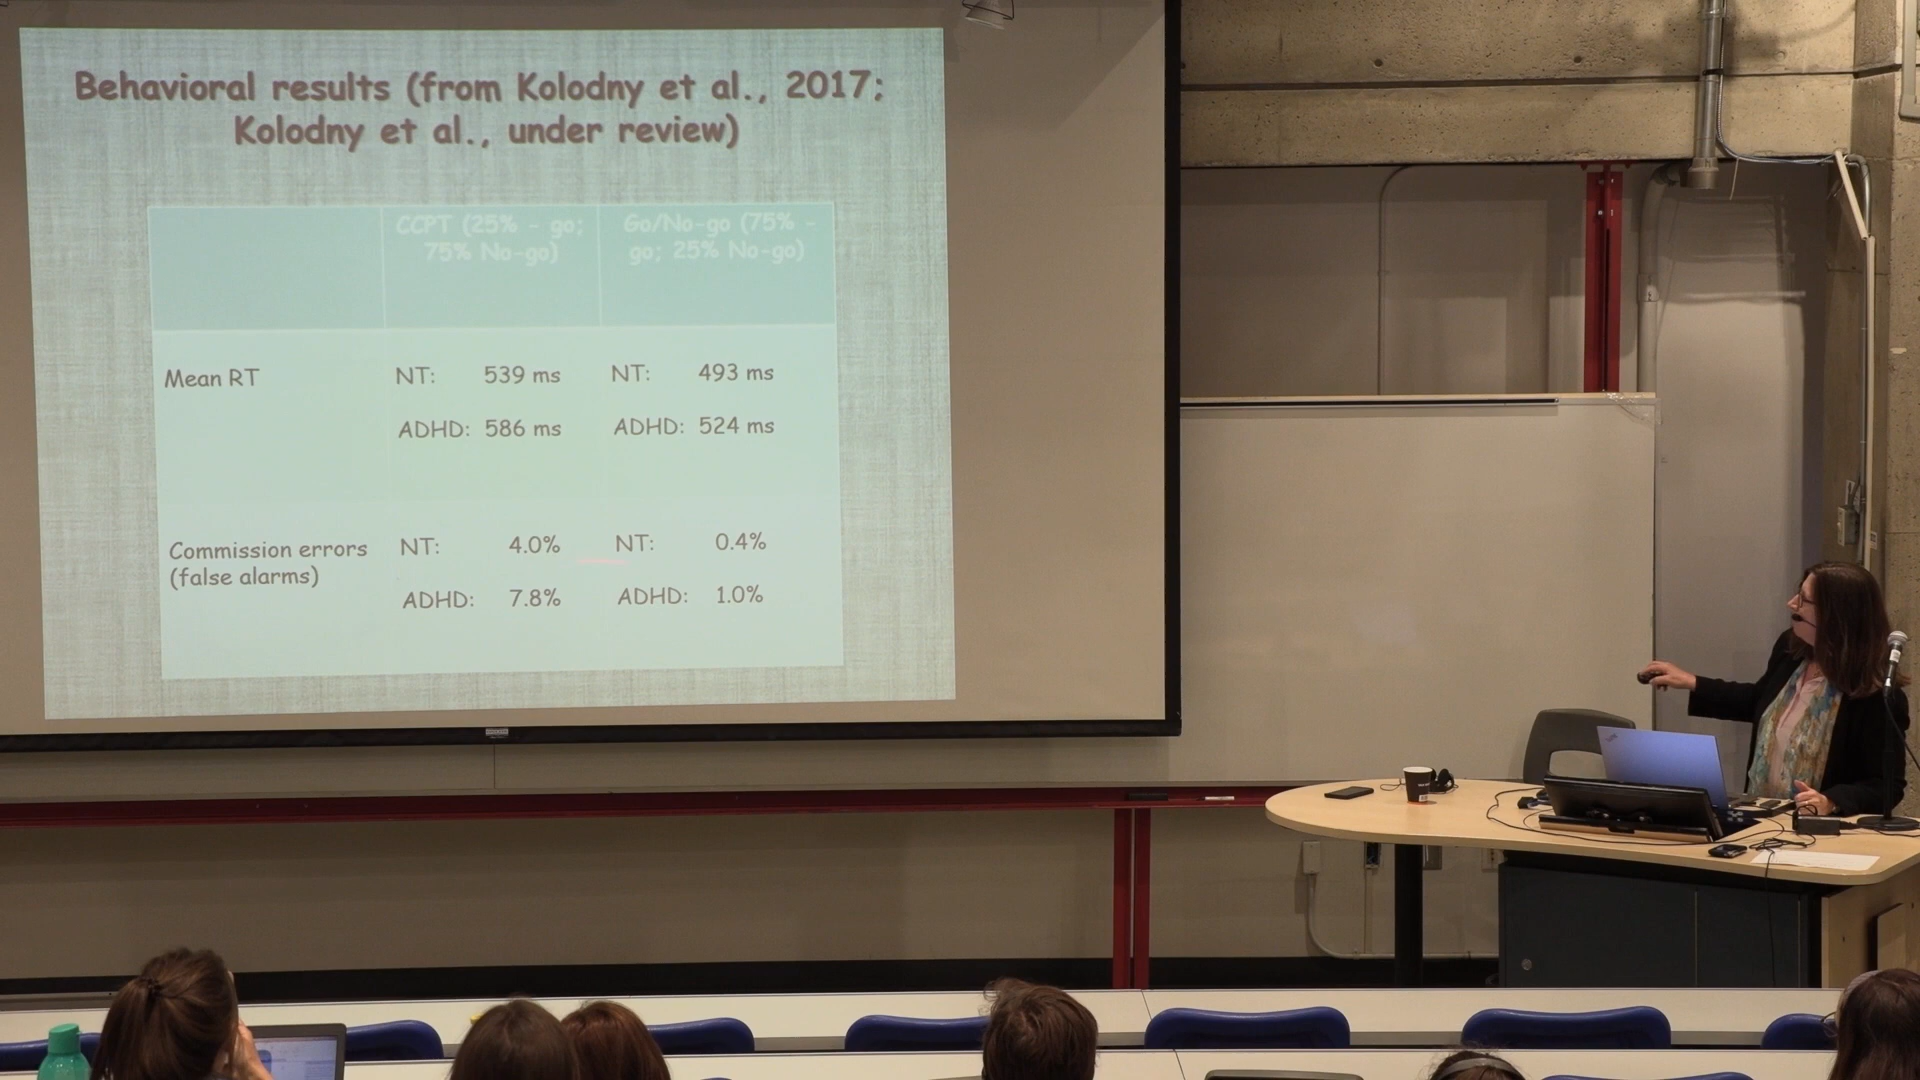 Behavioral results (from Kolodny et al., 2017;
Kolodny et al., under review)
CCPT (25% - go;
75% No-go)
Go/No-go (75% -
go; 25% No-go)
Mean RT
NT: 539 ms
ADHD: 586 ms
NT: 493 ms
ADHD: 524 ms
Commission errors
(false alarms)
NT: 4.0%
ADHD: 7.8%
NT: 0.4%
ADHD: 1.0%